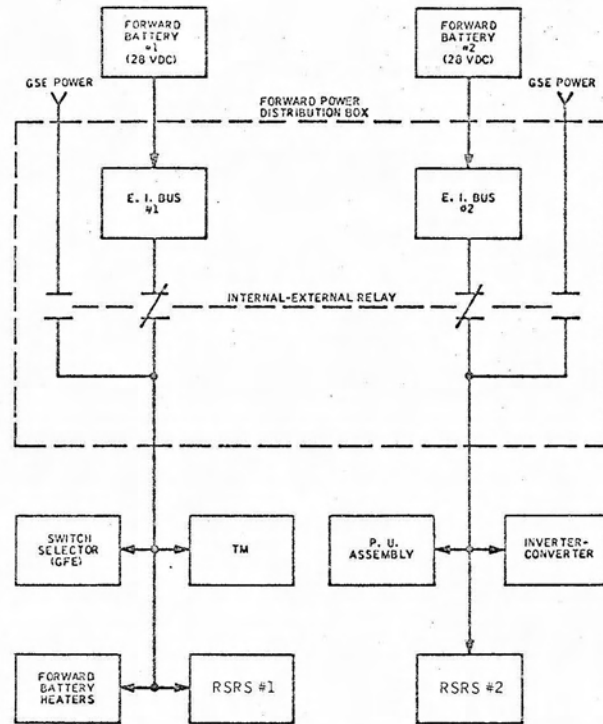 FORWARD
BATTERY
#1
(28 VDC)
FORWARD
BATTERY
#2
(28 VDC)
GSE POWER
GSE POWER
FORWARD POWER
DISTRIBUTION BOX
E. I. BUS
#1
E. I. BUS
#2
INTERNAL-EXTERNAL RELAY
SWITCH
SELECTOR
(GFE)
TM
P. U.
ASSEMBLY
INVERTER-
CONVERTER
FORWARD
BATTERY
HEATERS
RSRS #1
RSRS #2